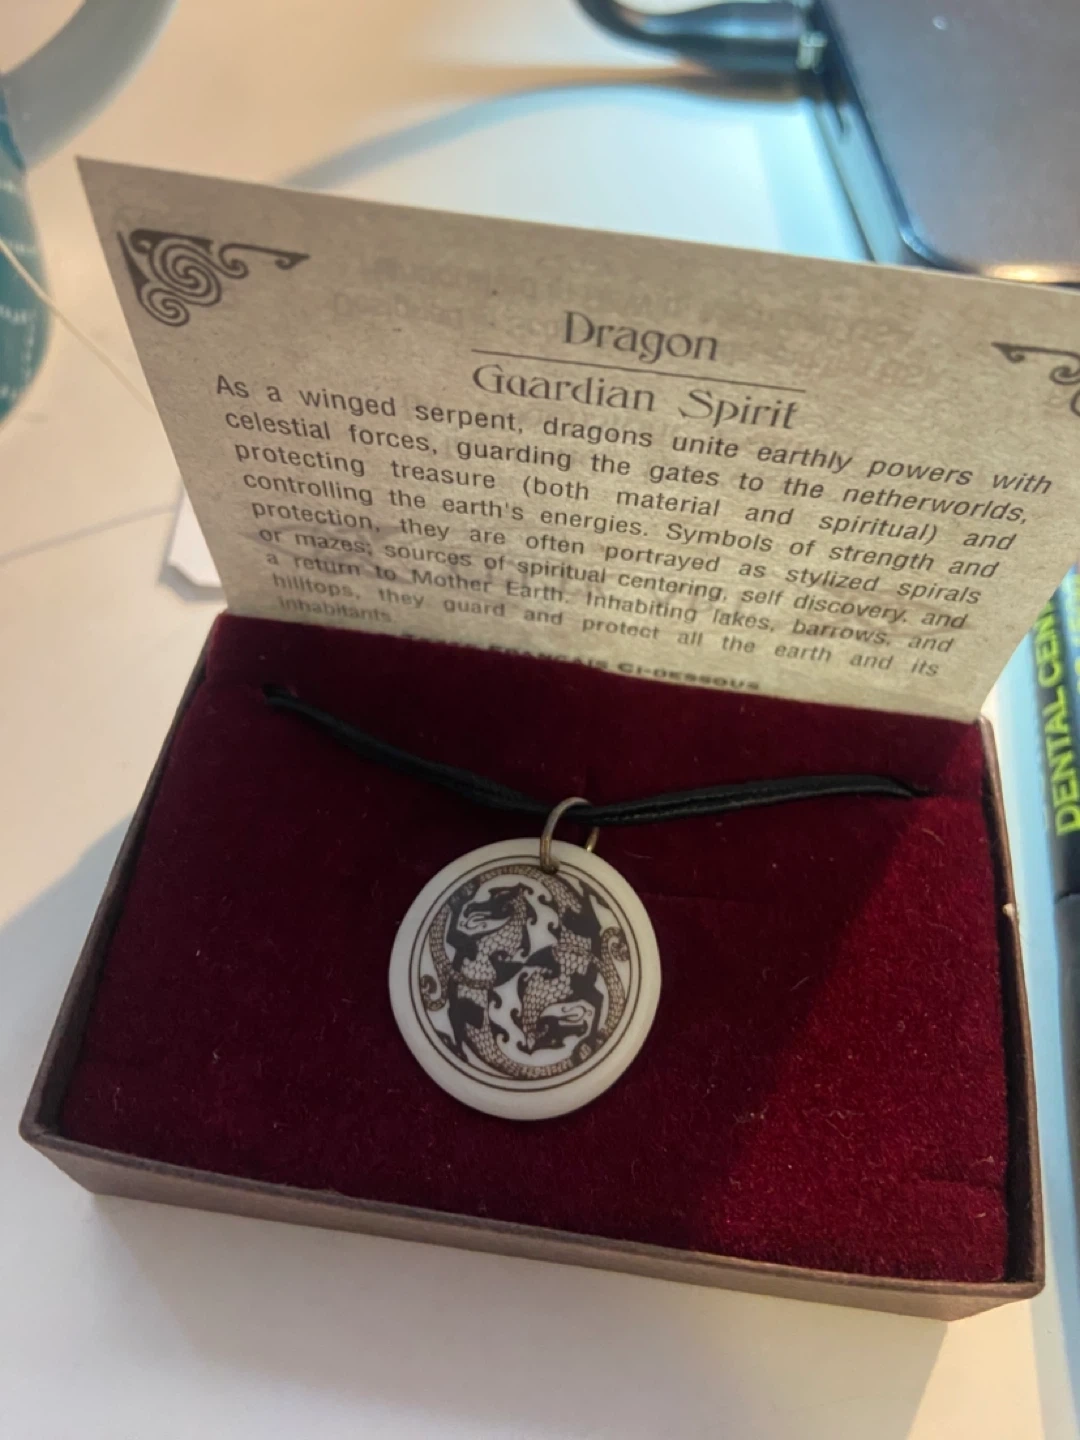 Dragon
Guardian Spirit
As a winged serpent, dragons unite earthly powers with
celestial forces, guarding the gates to the netherworlds,
protecting treasure (both material and spiritual) and
controlling the earth's energies. Symbols of strength and
protection, they are often portrayed as stylized spirals
or mazes; sources of spiritual centering, self discovery, and
a return to Mother Earth. Inhabiting lakes, barrows, and
hilltops, they guard and protect all the earth and its
inhabitants
FRANÇAIS CI-DESSOUS
DENTAL CEN